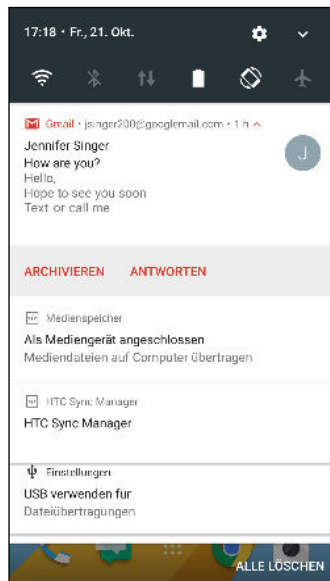 17:18 • Fr., 21. Okt.
Gmail • jsinger200@googlemail.com • 1 h
Jennifer Singer
J
How are you?
Hello,
Hope to see you soon
Text or call me
ARCHIVIEREN ANTWORTEN
Medienspeicher
Als Mediengerät angeschlossen
Mediendateien auf Computer übertragen
HTC Sync Manager
HTC Sync Manager
Einstellungen
USB verwenden für
Dateiübertragungen
ALLE LÖSCHEN